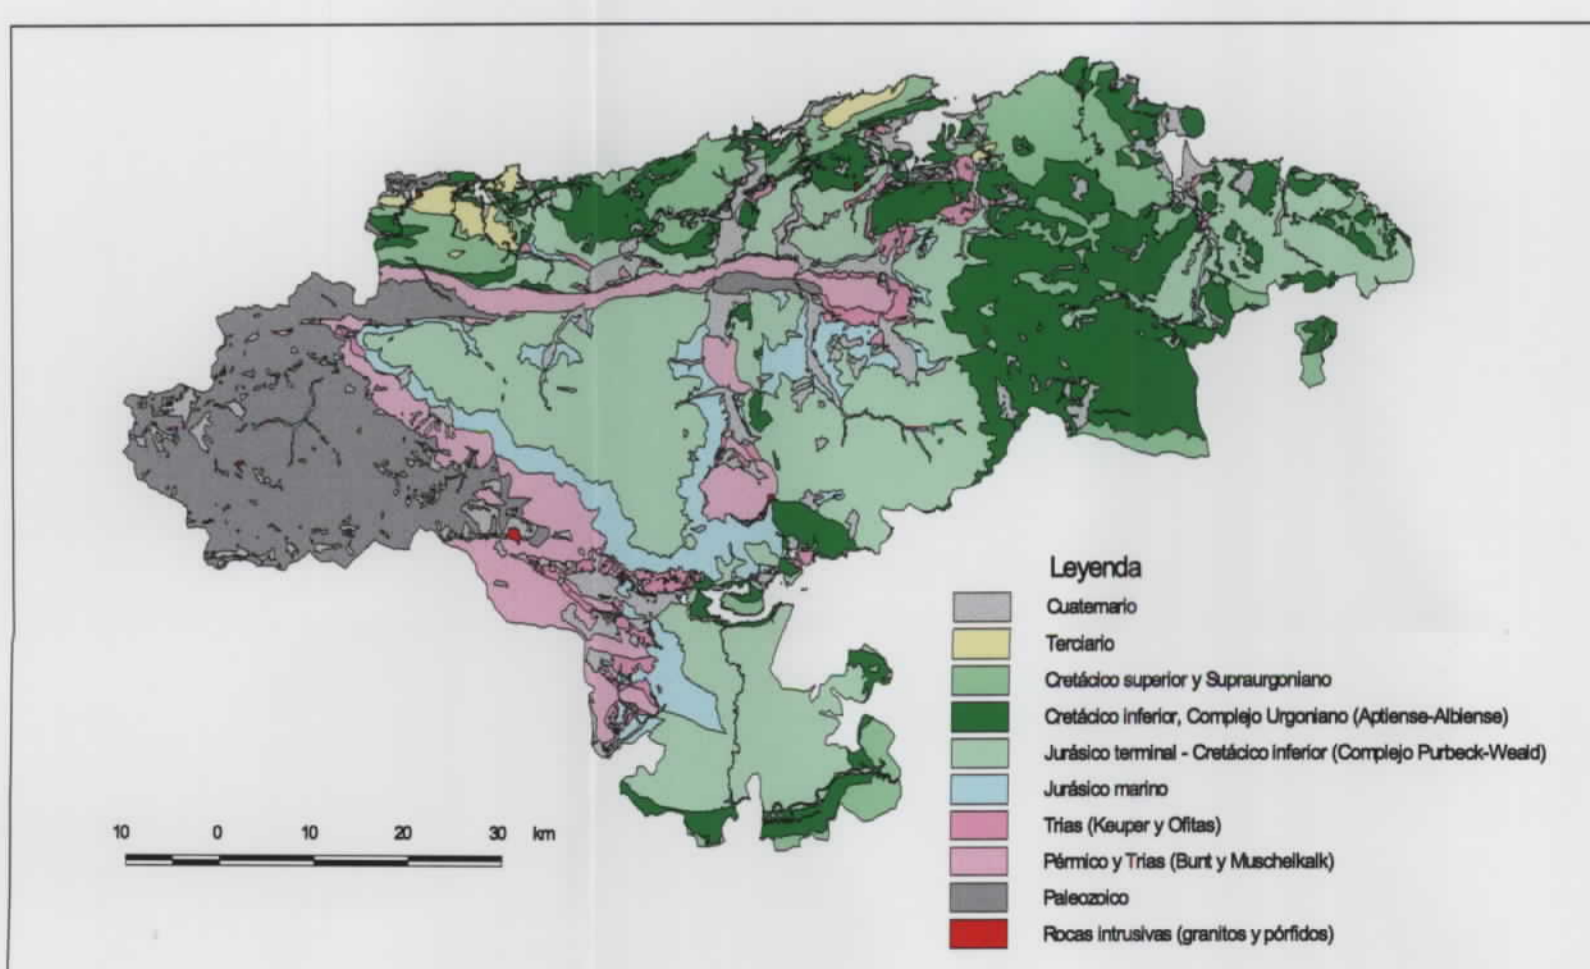 Leyenda
Cuaternario
Terciario
Cretácico superior y Supraurgoniano
Cretácico inferior, Complejo Urgoniano (Aptiense-Albiense)
Jurásico terminal - Cretácico inferior (Complejo Purbeck-Weald)
Jurásico marino
Trias (Keuper y Ofitas)
Pérmico y Trias (Bunt y Muschelkalk)
Paleozoico
Rocas intrusivas (granitos y pórfidos)
10 0 10 20 30 km